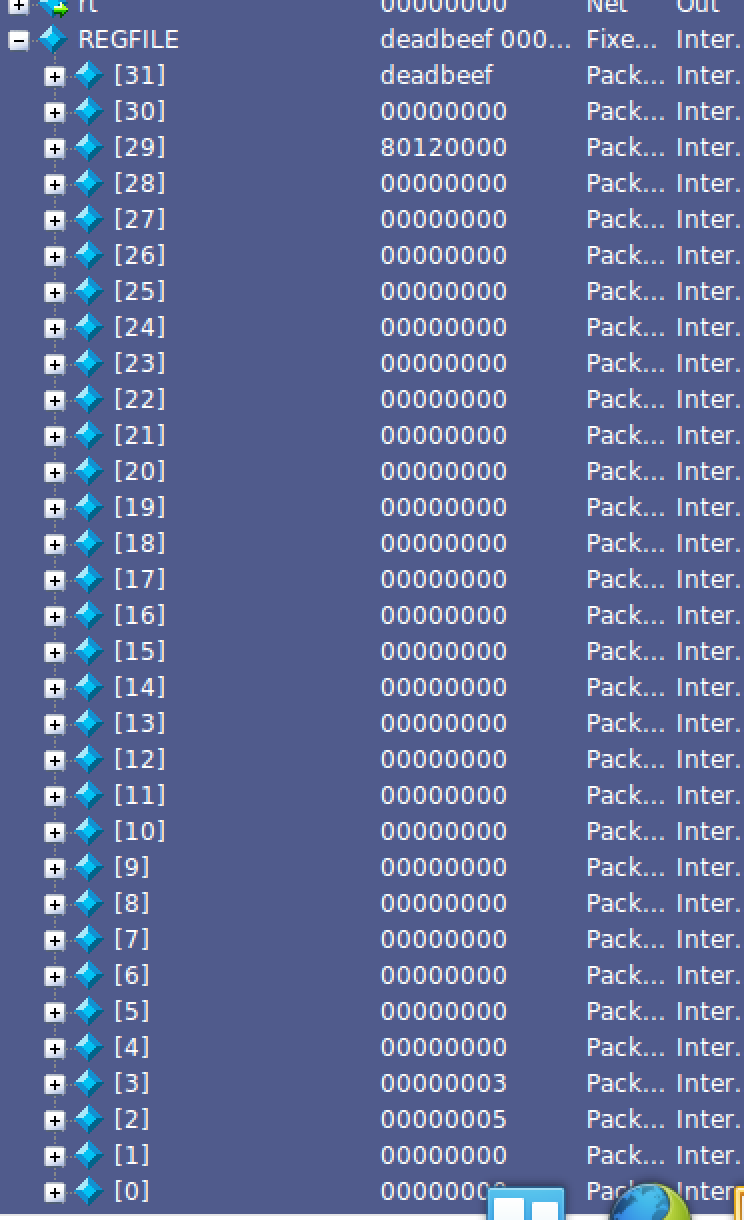 rt 00000000 Net Out
REGFILE deadbeef 000... Fixe... Inter.
[31] deadbeef Pack... Inter.
[30] 00000000 Pack... Inter.
[29] 80120000 Pack... Inter.
[28] 00000000 Pack... Inter.
[27] 00000000 Pack... Inter.
[26] 00000000 Pack... Inter.
[25] 00000000 Pack... Inter.
[24] 00000000 Pack... Inter.
[23] 00000000 Pack... Inter.
[22] 00000000 Pack... Inter.
[21] 00000000 Pack... Inter.
[20] 00000000 Pack... Inter.
[19] 00000000 Pack... Inter.
[18] 00000000 Pack... Inter.
[17] 00000000 Pack... Inter.
[16] 00000000 Pack... Inter.
[15] 00000000 Pack... Inter.
[14] 00000000 Pack... Inter.
[13] 00000000 Pack... Inter.
[12] 00000000 Pack... Inter.
[11] 00000000 Pack... Inter.
[10] 00000000 Pack... Inter.
[9] 00000000 Pack... Inter.
[8] 00000000 Pack... Inter.
[7] 00000000 Pack... Inter.
[6] 00000000 Pack... Inter.
[5] 00000000 Pack... Inter.
[4] 00000000 Pack... Inter.
[3] 00000003 Pack... Inter.
[2] 00000005 Pack... Inter.
[1] 00000000 Pack... Inter.
[0]